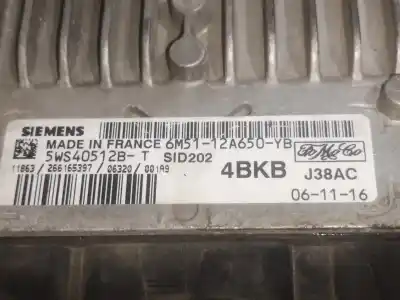 SIEMENS
MADE IN FRANCE 6M51-12A650-YB
5WS40512B- T SID202
11863 / 266165397 / 06320 / 001A9
4BKB
J38AC
06-11-16